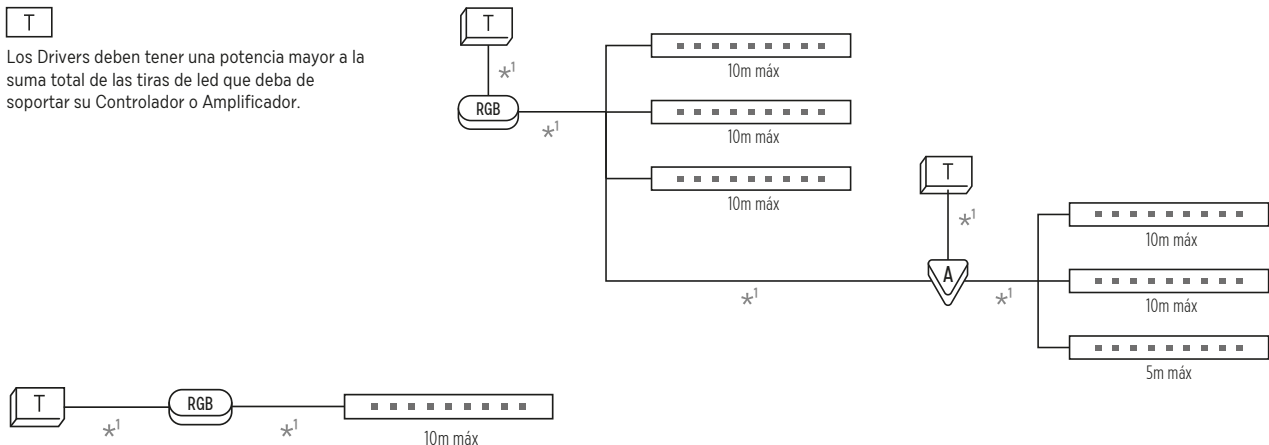 T
Los Drivers deben tener una potencia mayor a la
suma total de las tiras de led que deba de
soportar su Controlador o Amplificador.
T
*1
RGB
*1
10m máx
10m máx
10m máx
T
*1
A
*1
*1
10m máx
10m máx
5m máx
T
*1
RGB
*1
10m máx